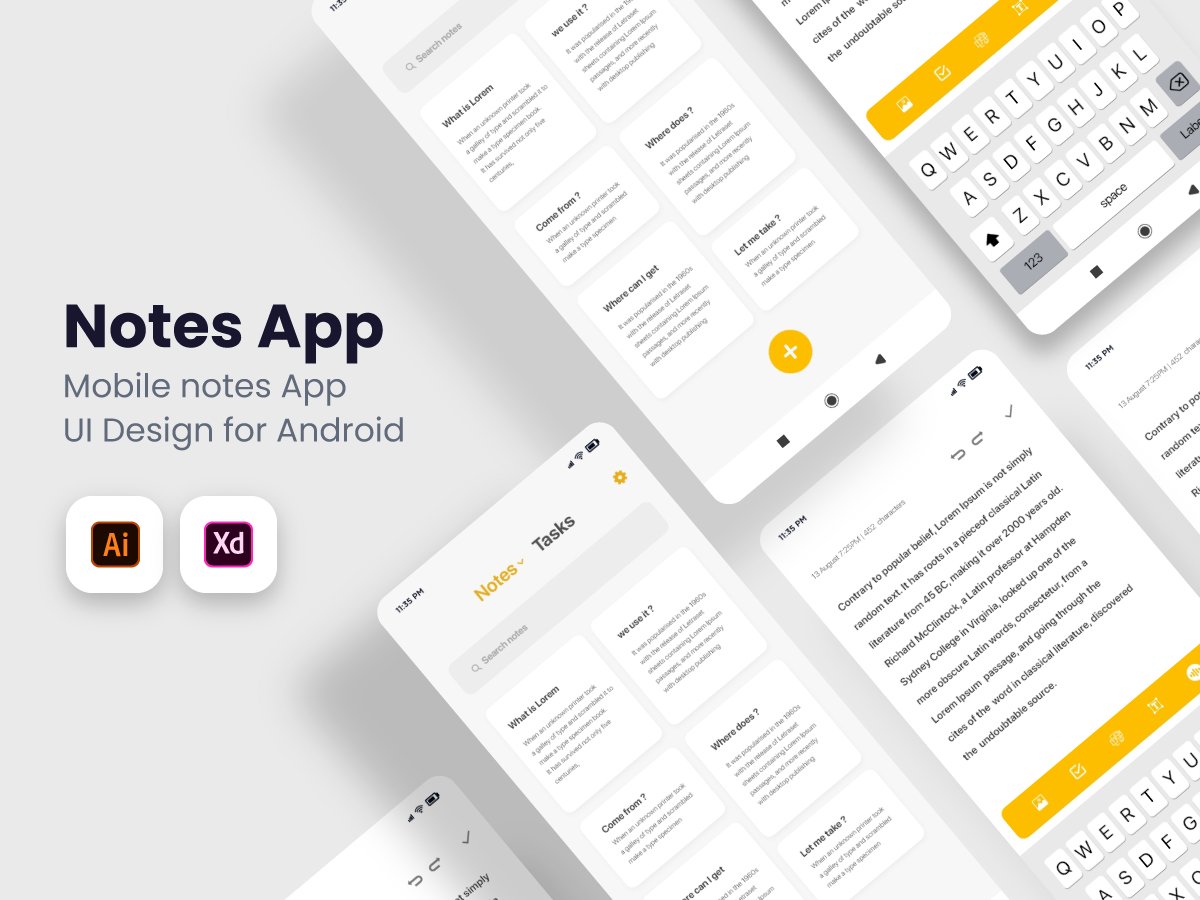 Notes App
Mobile notes App
UI Design for Android
Ai
Xd
Search notes
What is Lorem
When an unknown printer took
a galley of type and scrambled it to
make a type specimen book.
It has survived not only five
centuries,
we use it ?
It was popularised in the 1960s
with the release of Letraset
sheets containing Lorem Ipsum
passages, and more recently
with desktop publishing
Come from ?
When an unknown printer took
a galley of type and scrambled
make a type specimen
Where does ?
It was popularised in the 1960s
with the release of Letraset
sheets containing Lorem Ipsum
passages, and more recently
with desktop publishing
Where can I get
It was popularised in the 1960s
with the release of Letraset
sheets containing Lorem Ipsum
passages, and more recently
with desktop publishing
Let me take ?
When an unknown printer took
a galley of type and scrambled
make a type specimen
cites of the
the undoubtable source.
Q W E R T Y U I O P
A S D F G H J K L
Z X C V B N M
123
space
11:35 PM
Notes
Tasks
Search notes
What is Lorem
When an unknown printer took
a galley of type and scrambled it to
make a type specimen book.
It has survived not only five
centuries,
we use it ?
It was popularised in the 1960s
with the release of Letraset
sheets containing Lorem Ipsum
passages, and more recently
with desktop publishing
Come from ?
When an unknown printer took
a galley of type and scrambled
make a type specimen
Where does ?
It was popularised in the 1960s
with the release of Letraset
sheets containing Lorem Ipsum
passages, and more recently
with desktop publishing
Where can I get
It was popularised in the 1960s
with the release of Letraset
Let me take ?
When an unknown printer took
a galley of type and scrambled
make a type specimen
11:35 PM
13 August 7:25PM | 452 characters
Contrary to popular belief, Lorem Ipsum is not simply
random text. It has roots in a pieceof classical Latin
literature from 45 BC, making it over 2000 years old.
Richard McClintock, a Latin professor at Hampden
Sydney College in Virginia, looked up one of the
more obscure Latin words, consectetur, from a
Lorem Ipsum passage, and going through the
cites of the word in classical literature, discovered
the undoubtable source.
Q W E R T Y U
A S D F G
11:35 PM
13 August 7:25PM | 452
Contrary to
random
simply